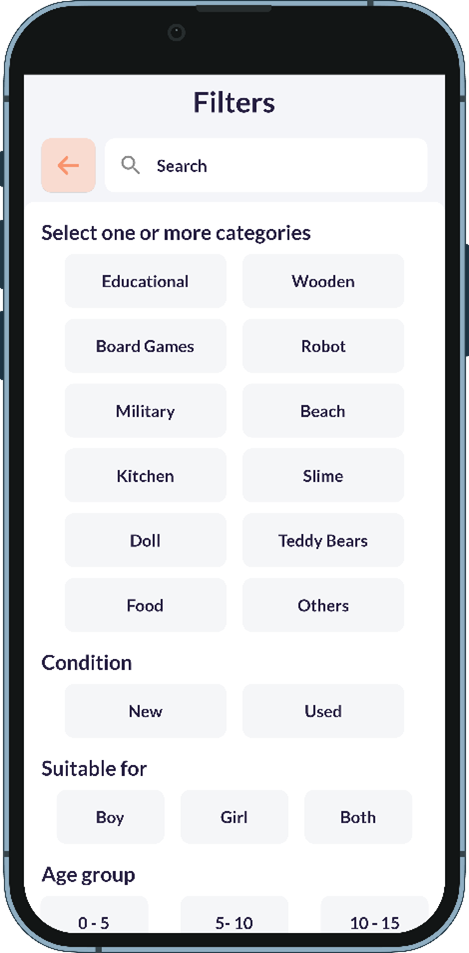 Filters
Search
Select one or more categories
Educational Wooden
Board Games Robot
Military Beach
Kitchen Slime
Doll Teddy Bears
Food Others
Condition
New Used
Suitable for
Boy Girl Both
Age group
0 - 5 5- 10 10 - 15